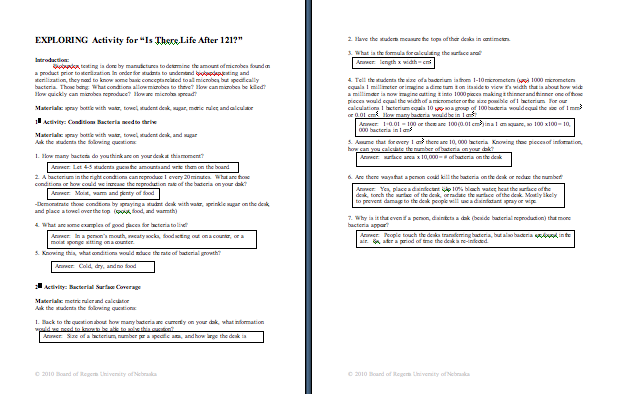 EXPLORING Activity for “Is There Life After 121?”
Introduction:
testing is done by manufactures to determine the amount of microbes found on
a product prior to sterilization. In order for students to understand testing and
sterilization, they need to know some basic concepts related to all microbes, but specifically
bacteria. Those being: What conditions allow microbes to thrive? How can microbes be killed?
How quickly can microbes reproduce? How are microbes spread?
Materials: spray bottle with water, towel, student desk, sugar, metric ruler, and calculator
Activity: Conditions Bacteria need to thrive
Materials: spray bottle with water, towel, student desk, and sugar
Ask the students the following questions:
1. How many bacteria do you think are on your desk at this moment?
Answer: Let 4-5 students guess the amounts and write them on the board
2. A bacterium in the right conditions can reproduce 1 every 20 minutes. What are those
conditions or how could we increase the reproduction rate of the bacteria on your desk?
Answer: Moist, warm and plenty of food
-Demonstrate those conditions by spraying a student desk with water, sprinkle sugar on the desk,
and place a towel over the top. food, and warmth)
4. What are some examples of good places for bacteria to live?
Answer: In a person's mouth, sweaty socks, food setting out on a counter, or a
moist sponge sitting on a counter.
5. Knowing this, what conditions would reduce the rate of bacterial growth?
Answer: Cold, dry, and no food
Activity: Bacterial Surface Coverage
Materials: metric ruler and calculator
Ask the students the following questions:
1. Back to the question about how many bacteria are currently on your desk, what information
would we need to know to be able to solve this question?
Answer: Size of a bacterium, number per a specific area, and how large the desk is
© 2010 Board of Regents University of Nebraska
2. Have the students measure the tops of their desks in centimeters.
3. What is the formula for calculating the surface area?
Answer: length x width = cm²
4. Tell the students the size of a bacterium is from 1-10 micrometers 1000 micrometers
equals 1 millimeter or imagine a dime turn it on its side to view it's width that is about how wide
a millimeter is now imagine cutting it into 1000 pieces making it thinner and thinner one of those
pieces would equal the width of a micrometer or the size possible of 1 bacterium. For our
calculations 1 bacterium equals 10 so a group of 100 bacteria would equal the size of 1 mm²
or 0.01 cm². How many bacteria would be in 1 cm²?
Answer: 1÷0.01 = 100 or there are 100 (0.01 cm²) in a 1 cm square, so 100 x100 = 10,
000 bacteria in 1 cm²
5. Assume that for every 1 cm² there are 10,000 bacteria. Knowing these pieces of information,
how can you calculate the number of bacteria on your desk?
Answer: surface area x 10,000 = # of bacteria on the desk
6. Are there ways that a person could kill the bacteria on the desk or reduce the number?
Answer: Yes, place a disinfectant 10% bleach water, heat the surface of the
desk, torch the surface of the desk, or radiate the surface of the desk. Mostly likely
to prevent damage to the desk people will use a disinfectant spray or wipe.
7. Why is it that even if a person, disinfects a desk (beside bacterial reproduction) that more
bacteria appear?
Answer: People touch the desks transferring bacteria, but also bacteria in the
air. So, after a period of time the desk is re-infected.
© 2010 Board of Regents University of Nebraska